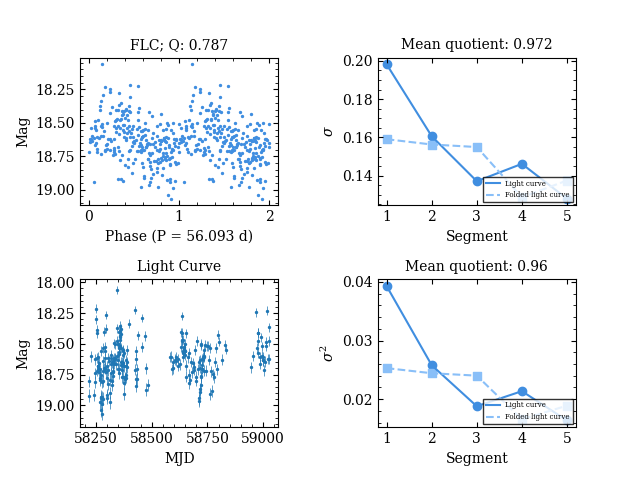 FLC; Q: 0.787
Mag
18.25
18.50
18.75
19.00
0
1
2
Phase (P = 56.093 d)
Mean quotient: 0.972
σ
0.20
0.18
0.16
0.14
Light curve
Folded light curve
1
2
3
4
5
Segment
Light Curve
Mag
18.00
18.25
18.50
18.75
19.00
58250
58500
58750
59000
MJD
Mean quotient: 0.96
σ²
0.04
0.03
0.02
Light curve
Folded light curve
1
2
3
4
5
Segment